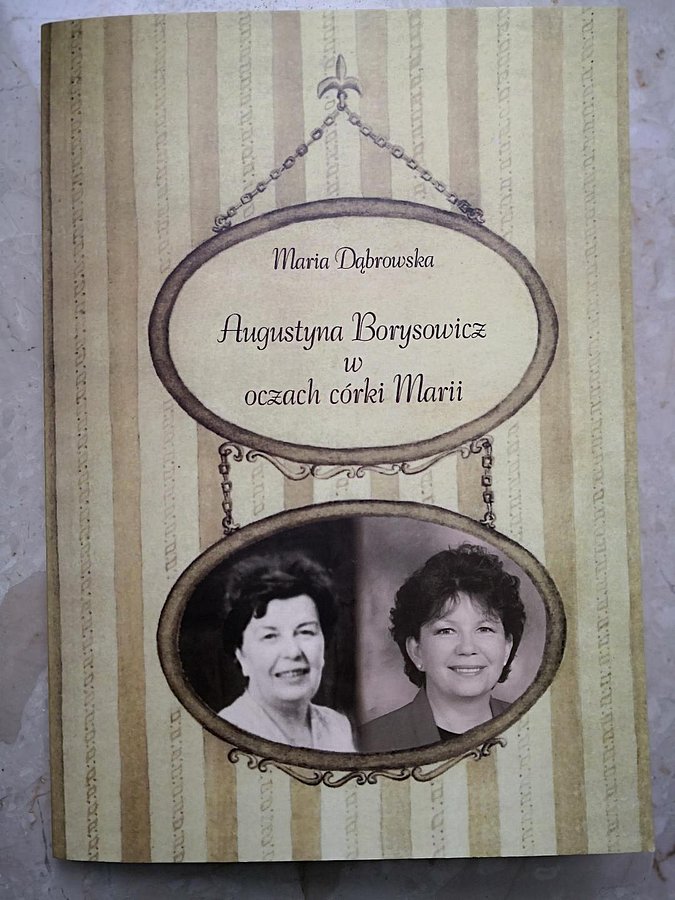 Maria Dąbrowska
Augustyna Borysowicz
w
oczach córki Marii